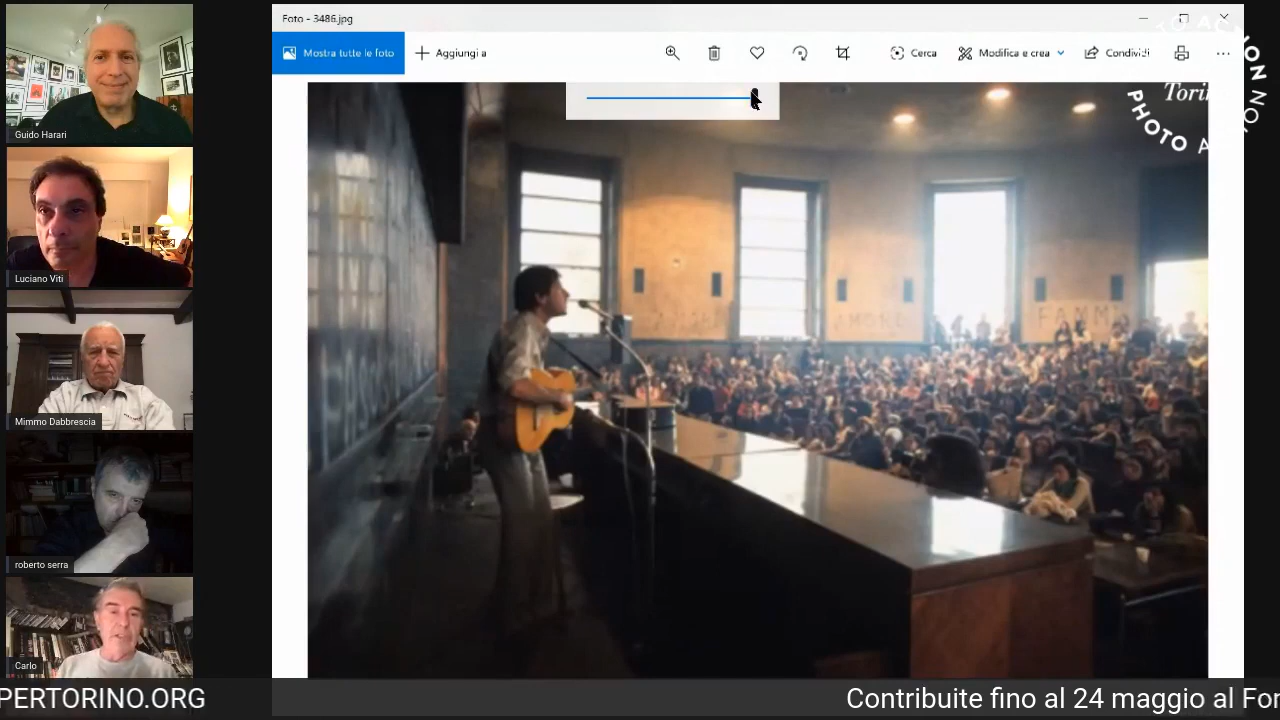 Foto - 3486.jpg
Mostra tutte le foto
Aggiungi a
Cerca
Modifica e crea
Condividi
Guido Harari
Luciano Viti
Mimmo Dabbrescia
roberto serra
Carlo
PHOTO
AMORE
PERTORINO.ORG
Contribuite fino al 24 maggio al